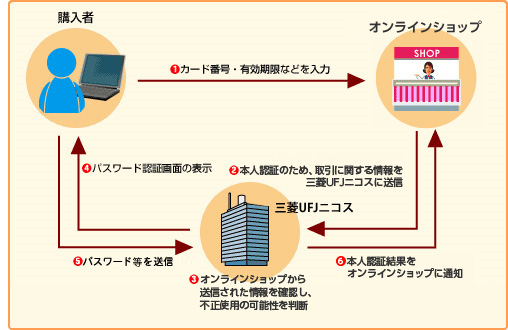 購入者
オンラインショップ
SHOP
❶カード番号・有効期限などを入力
❹パスワード認証画面の表示
❷本人認証のため、取引に関する情報を
三菱UFJニコスに送信
三菱UFJニコス
❺パスワード等を送信
❻本人認証結果を
オンラインショップに通知
❸オンラインショップから
送信された情報を確認し、
不正使用の可能性を判断